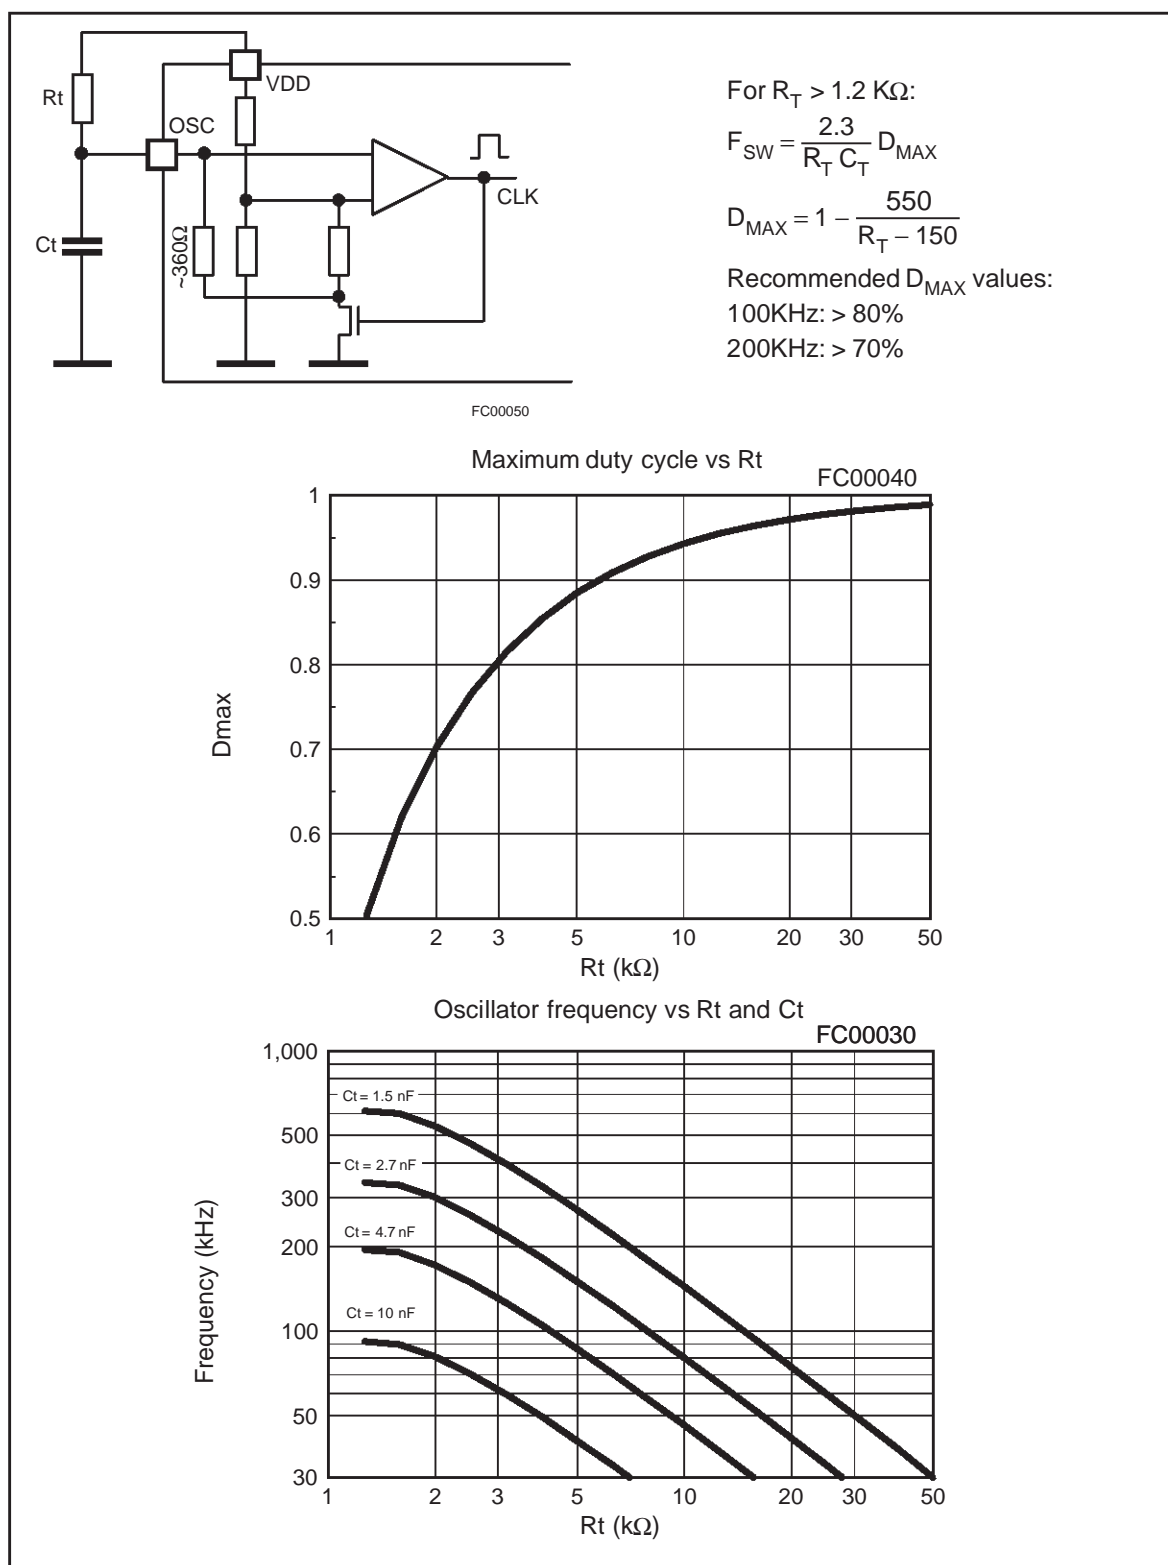 Rt
VDD
OSC
CLK
Ct
~360Ω
FC00050
For R_T > 1.2 KΩ:
F_SW = 2.3 / (R_T C_T) D_MAX
D_MAX = 1 − 550 / (R_T − 150)
Recommended D_MAX values:
100KHz: > 80%
200KHz: > 70%
Maximum duty cycle vs Rt
FC00040
1
0.9
0.8
0.7
0.6
0.5
Dmax
1 2 3 5 10 20 30 50
Rt (kΩ)
Oscillator frequency vs Rt and Ct
FC00030
1,000
500
300
200
100
50
30
Ct = 1.5 nF
Ct = 2.7 nF
Ct = 4.7 nF
Ct = 10 nF
Frequency (kHz)
1 2 3 5 10 20 30 50
Rt (kΩ)